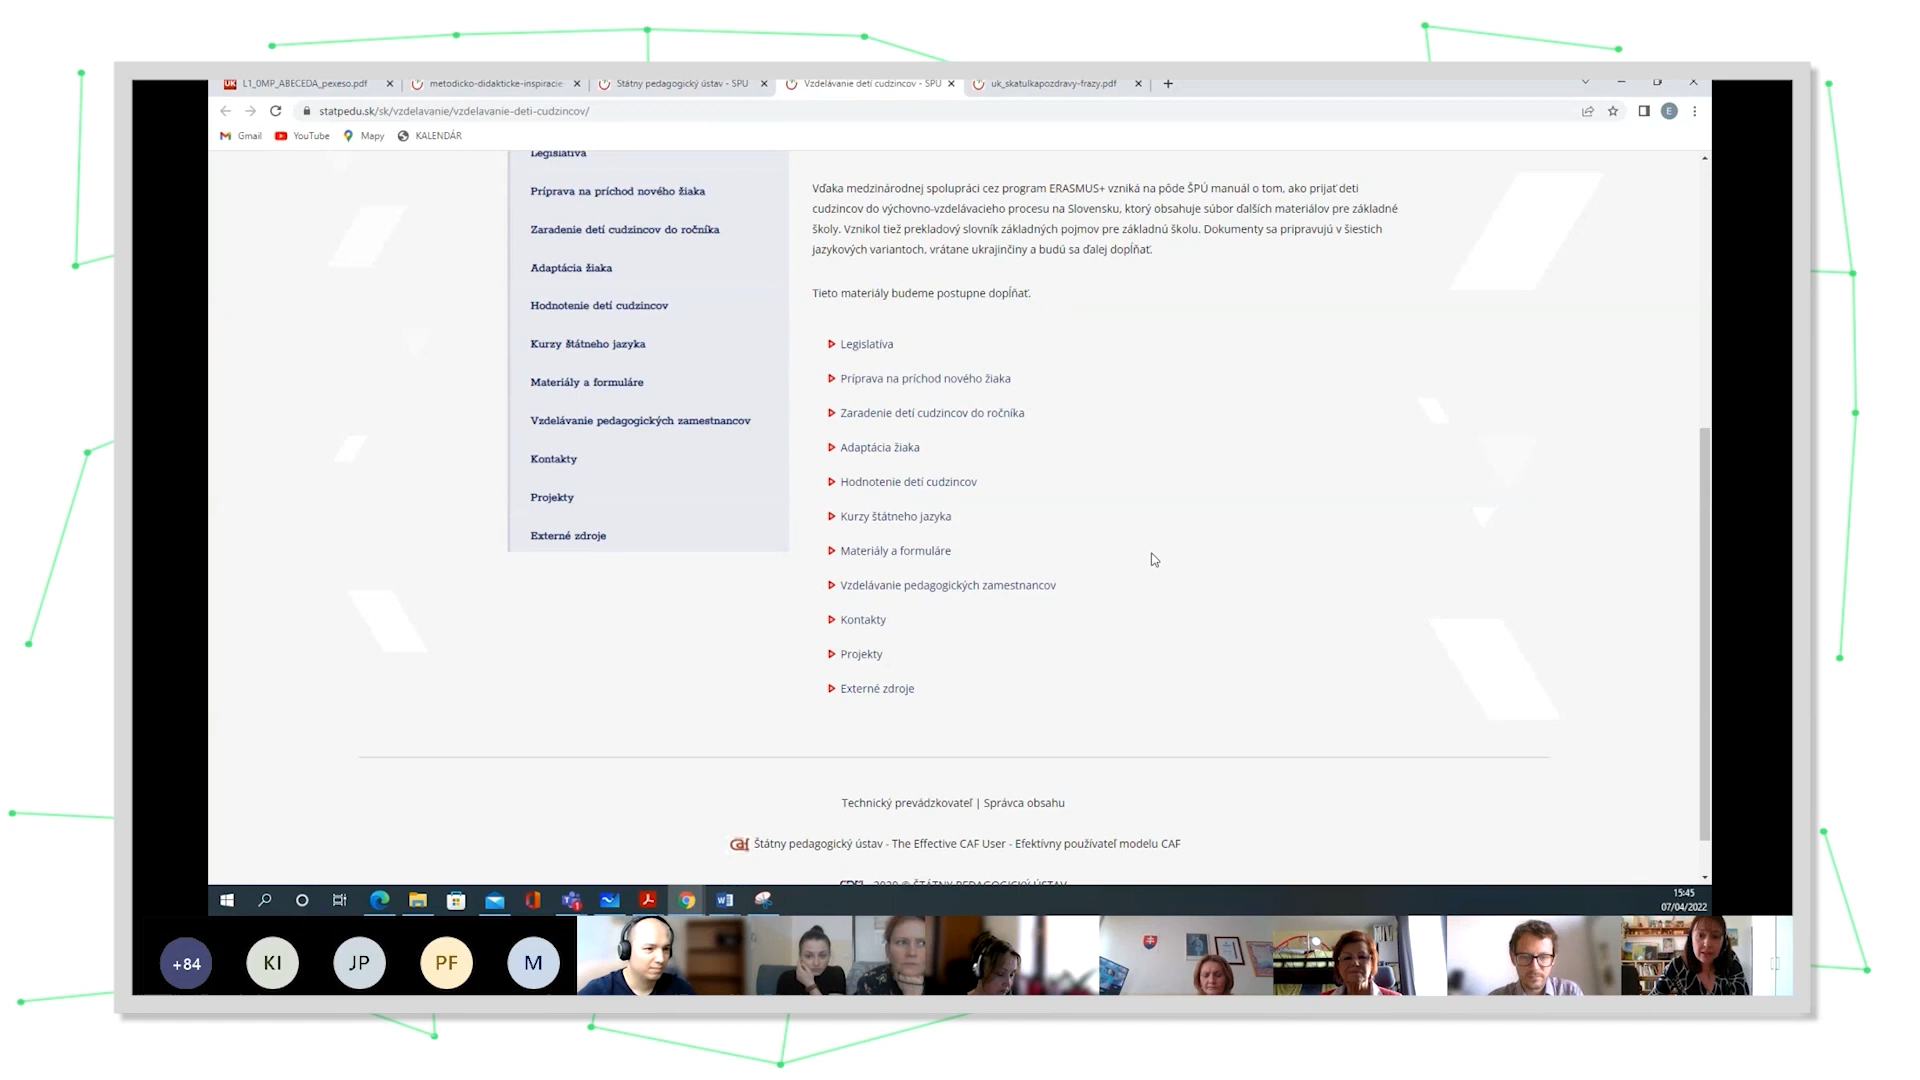 L1_0MP_ABECEDA_pexeso.pdf
metodicko-didakticke-inspiracie
Štátny pedagogický ústav - ŠPÚ
Vzdelávanie detí cudzincov - ŠPÚ
uk_skatulkapozdravy-frazy.pdf
statpedu.sk/sk/vzdelavanie/vzdelavanie-deti-cudzincov/
E
Gmail
YouTube
Mapy
KALENDÁR
Legislatíva
Príprava na príchod nového žiaka
Zaradenie detí cudzincov do ročníka
Adaptácia žiaka
Hodnotenie detí cudzincov
Kurzy štátneho jazyka
Materiály a formuláre
Vzdelávanie pedagogických zamestnancov
Kontakty
Projekty
Externé zdroje
Vďaka medzinárodnej spolupráci cez program ERASMUS+ vzniká na pôde ŠPÚ manuál o tom, ako prijať deti
cudzincov do výchovno-vzdelávacieho procesu na Slovensku, ktorý obsahuje súbor ďalších materiálov pre základné
školy. Vznikol tiež prekladový slovník základných pojmov pre základnú školu. Dokumenty sa pripravujú v šiestich
jazykových variantoch, vrátane ukrajinčiny a budú sa ďalej dopĺňať.
Tieto materiály budeme postupne dopĺňať.
Legislatíva
Príprava na príchod nového žiaka
Zaradenie detí cudzincov do ročníka
Adaptácia žiaka
Hodnotenie detí cudzincov
Kurzy štátneho jazyka
Materiály a formuláre
Vzdelávanie pedagogických zamestnancov
Kontakty
Projekty
Externé zdroje
Technický prevádzkovateľ | Správca obsahu
Caf Štátny pedagogický ústav - The Effective CAF User - Efektívny používateľ modelu CAF
2020 © ŠTÁTNY PEDAGOGICKÝ ÚSTAV
15:45
07/04/2022
+84
KI
JP
PF
M